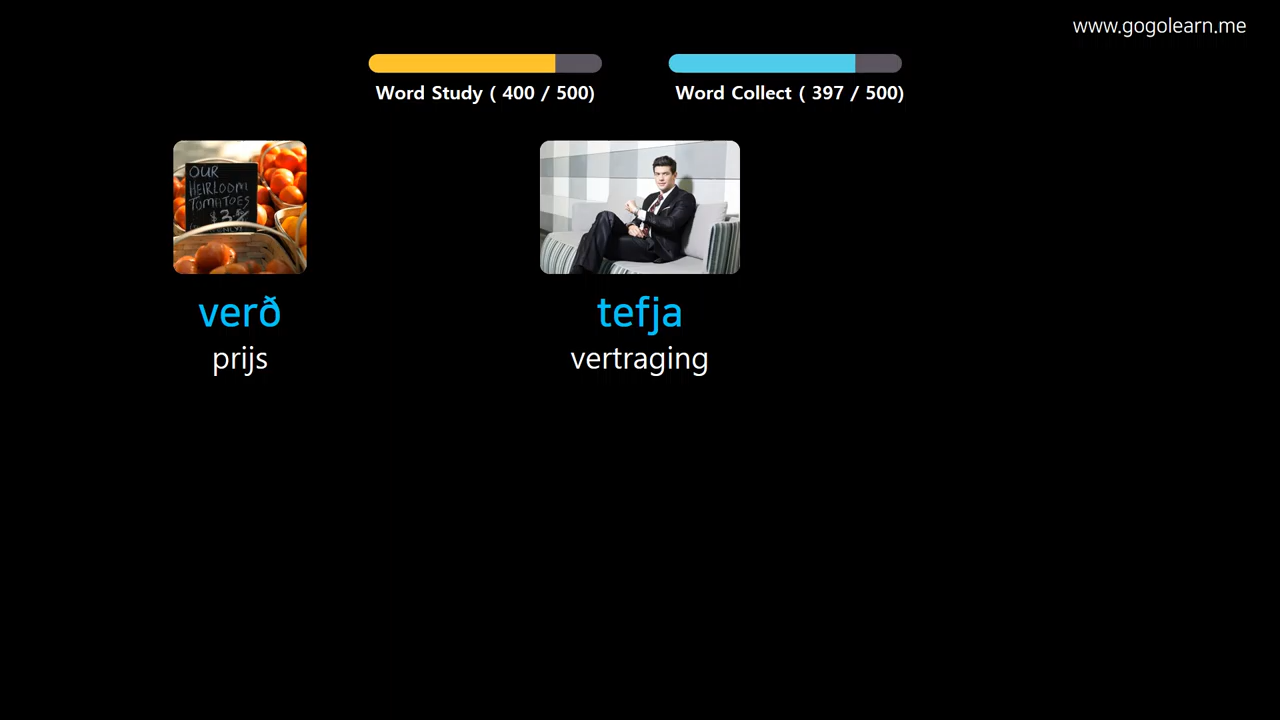 www.gogolearn.me
Word Study ( 400 / 500)
Word Collect ( 397 / 500)
OUR
HEIRLOOM
TOMATOES
verð
prijs
tefja
vertraging